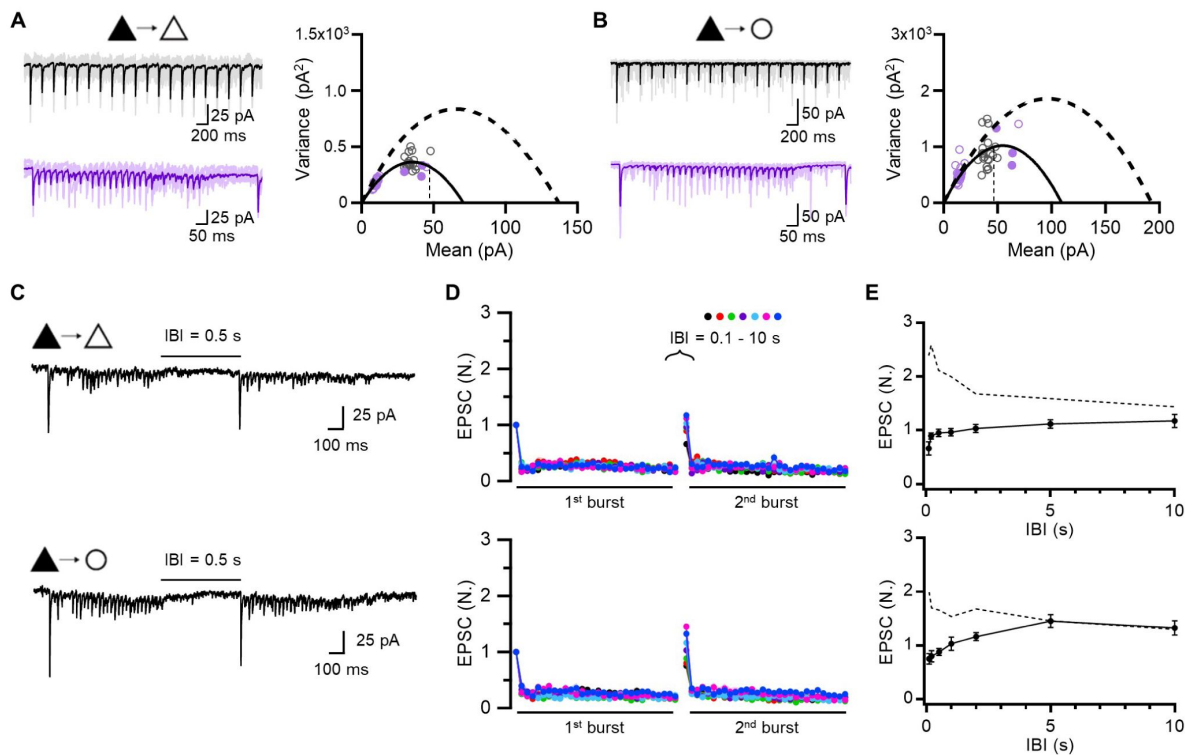 A
25 pA
200 ms
25 pA
50 ms
Variance (pA²)
1.5x10³
1.0
0.5
0
0 50 100 150
Mean (pA)
B
50 pA
200 ms
50 pA
50 ms
Variance (pA²)
3x10³
2
1
0
0 50 100 150 200
Mean (pA)
C
IBI = 0.5 s
25 pA
100 ms
IBI = 0.5 s
25 pA
100 ms
D
EPSC (N.)
3
2
1
0
IBI = 0.1 - 10 s
1st burst 2nd burst
EPSC (N.)
3
2
1
0
1st burst 2nd burst
E
EPSC (N.)
3
2
1
0
0 5 10
IBI (s)
EPSC (N.)
3
2
1
0
0 5 10
IBI (s)